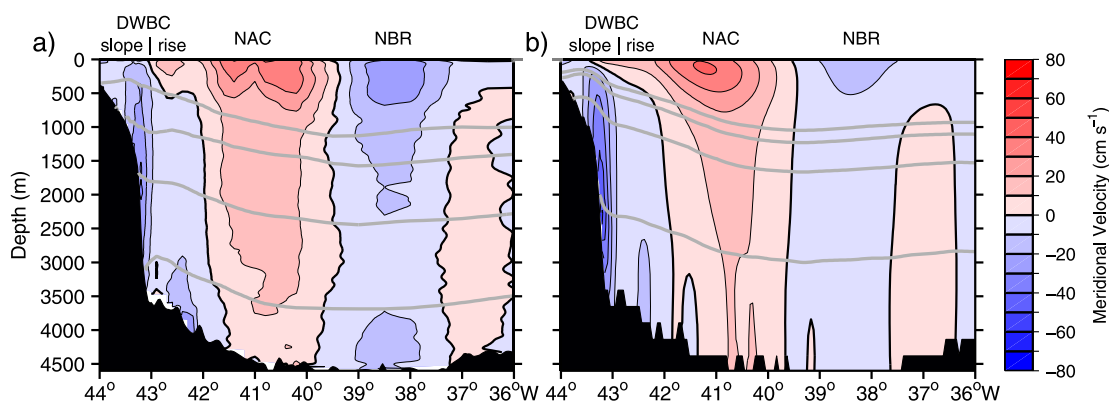 DWBC
a) slope | rise NAC NBR
DWBC
b) slope | rise NAC NBR
0
500
1000
1500
2000
2500
3000
3500
4000
4500
Depth (m)
44° 43° 42° 41° 40° 39° 38° 37° 36°W
44° 43° 42° 41° 40° 39° 38° 37° 36°W
80
60
40
20
0
−20
−40
−60
−80
Meridional Velocity (cm s⁻¹)